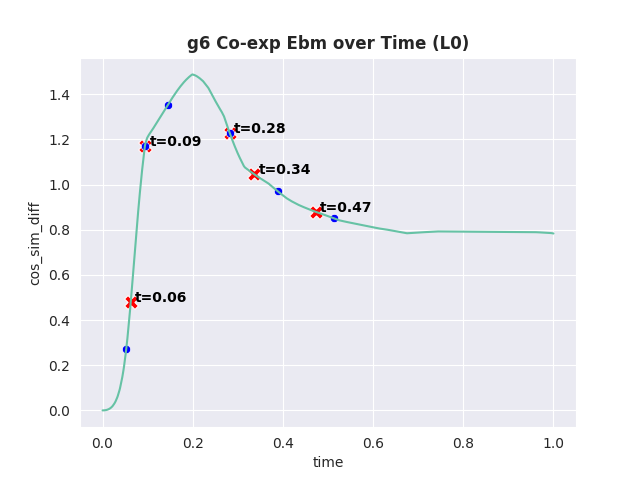 g6 Co-exp Ebm over Time (L0)
cos_sim_diff
1.4
1.2
1.0
0.8
0.6
0.4
0.2
0.0
t=0.09
t=0.28
t=0.34
t=0.47
t=0.06
0.0 0.2 0.4 0.6 0.8 1.0
time